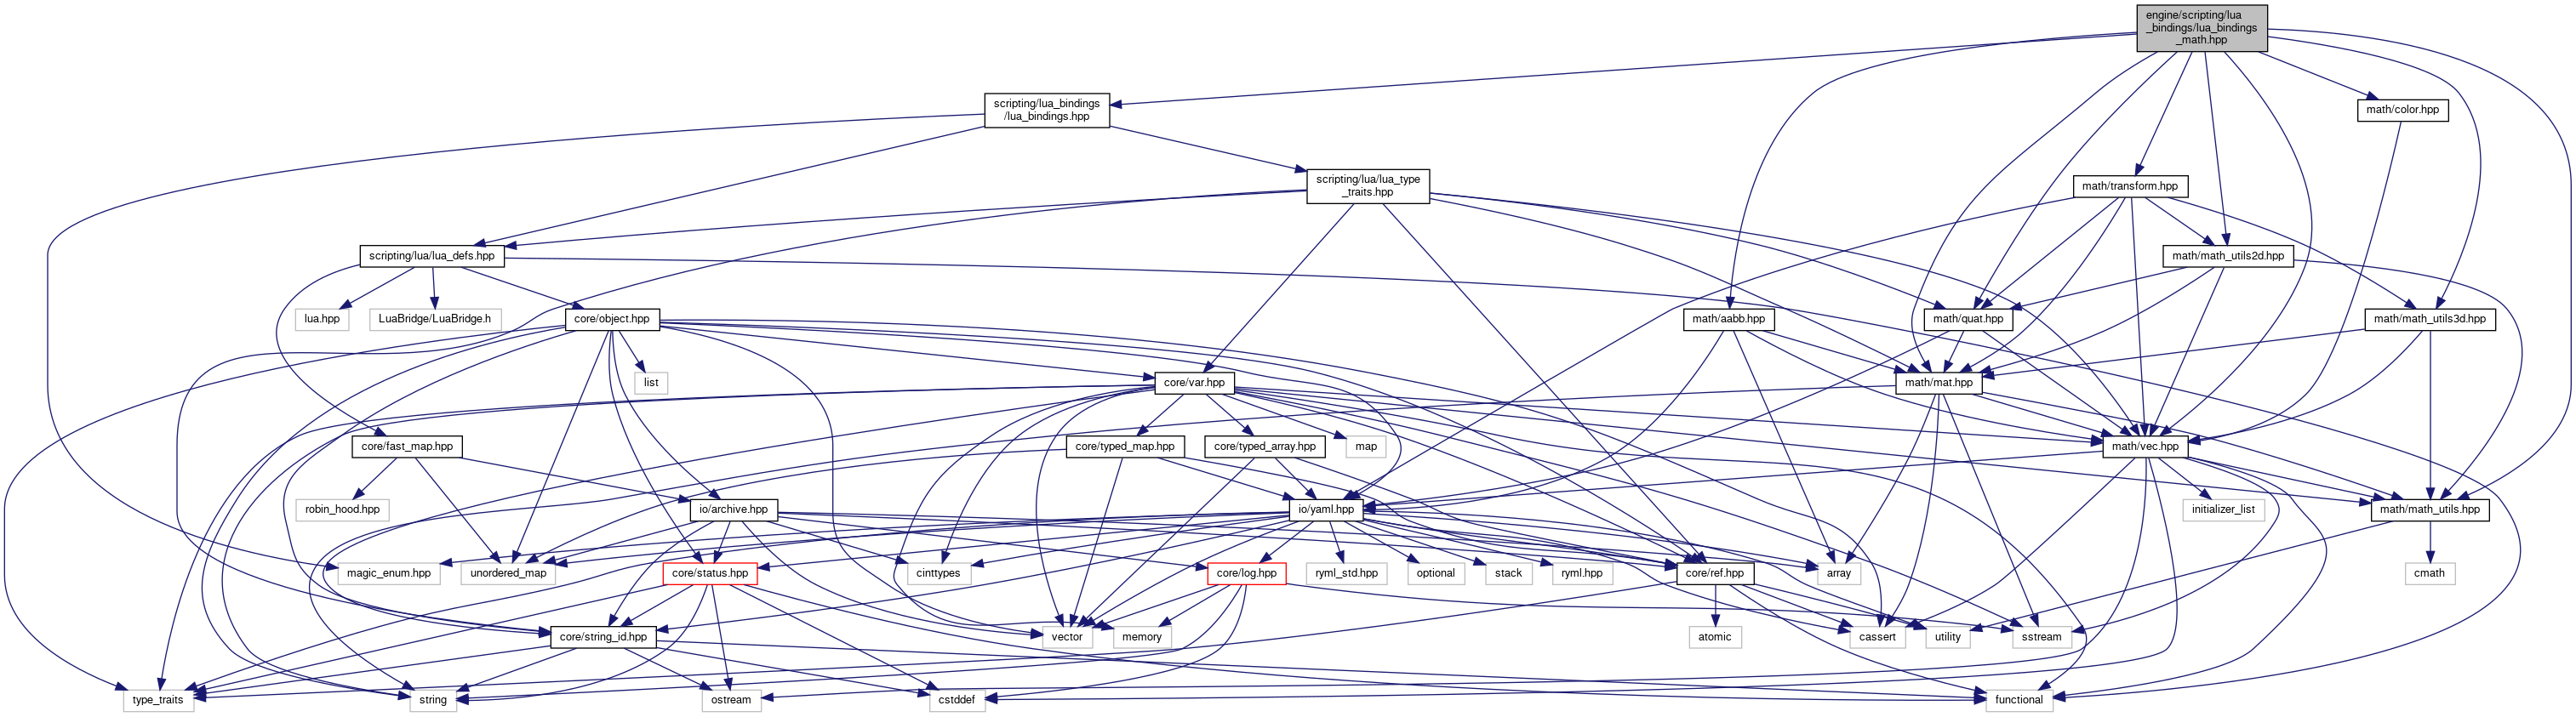 engine/scripting/lua
_bindings/lua_bindings
_math.hpp
scripting/lua_bindings
/lua_bindings.hpp
math/color.hpp
scripting/lua/lua_type
_traits.hpp
math/transform.hpp
scripting/lua/lua_defs.hpp
math/math_utils2d.hpp
lua.hpp
LuaBridge/LuaBridge.h
core/object.hpp
math/aabb.hpp
math/quat.hpp
math/math_utils3d.hpp
list
core/var.hpp
math/mat.hpp
core/fast_map.hpp
core/typed_map.hpp
core/typed_array.hpp
map
math/vec.hpp
robin_hood.hpp
io/archive.hpp
io/yaml.hpp
initializer_list
math/math_utils.hpp
magic_enum.hpp
unordered_map
core/status.hpp
cinttypes
core/log.hpp
ryml_std.hpp
optional
stack
ryml.hpp
core/ref.hpp
array
cmath
core/string_id.hpp
vector
memory
atomic
cassert
utility
sstream
type_traits
string
ostream
cstddef
functional